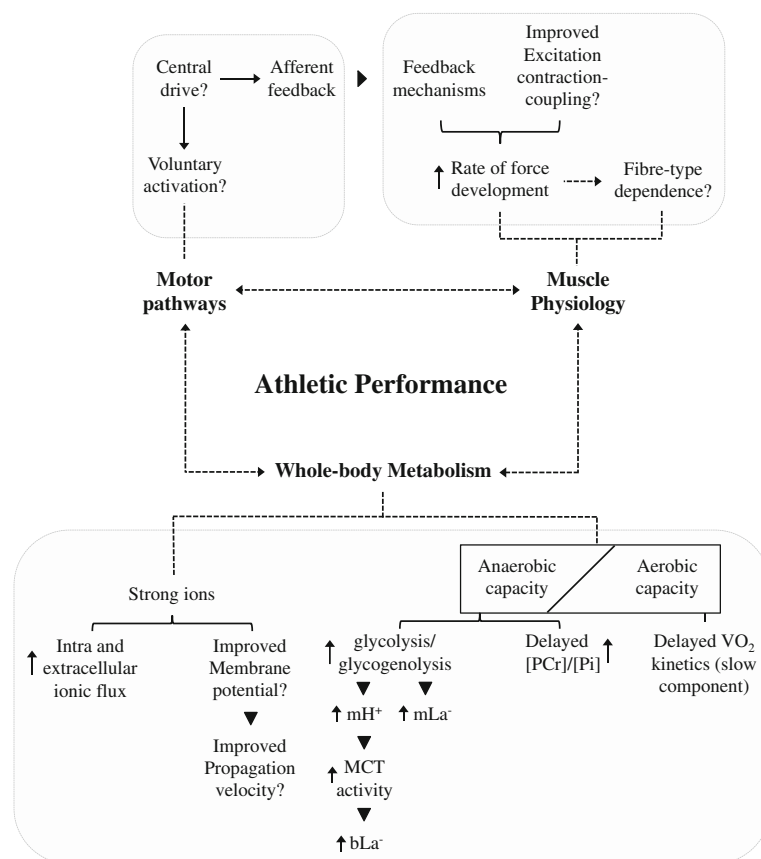 Central
drive?
Afferent
feedback
Voluntary
activation?
Feedback
mechanisms
Improved
Excitation
contraction-
coupling?
Rate of force
development
Fibre-type
dependence?
Motor
pathways
Muscle
Physiology
Athletic Performance
Whole-body Metabolism
Strong ions
Anaerobic
capacity
Aerobic
capacity
Intra and
extracellular
ionic flux
Improved
Membrane
potential?
Improved
Propagation
velocity?
glycolysis/
glycogenolysis
mH⁺
mLa⁻
MCT
activity
bLa⁻
Delayed
[PCr]/[Pi]
Delayed VO₂
kinetics (slow
component)